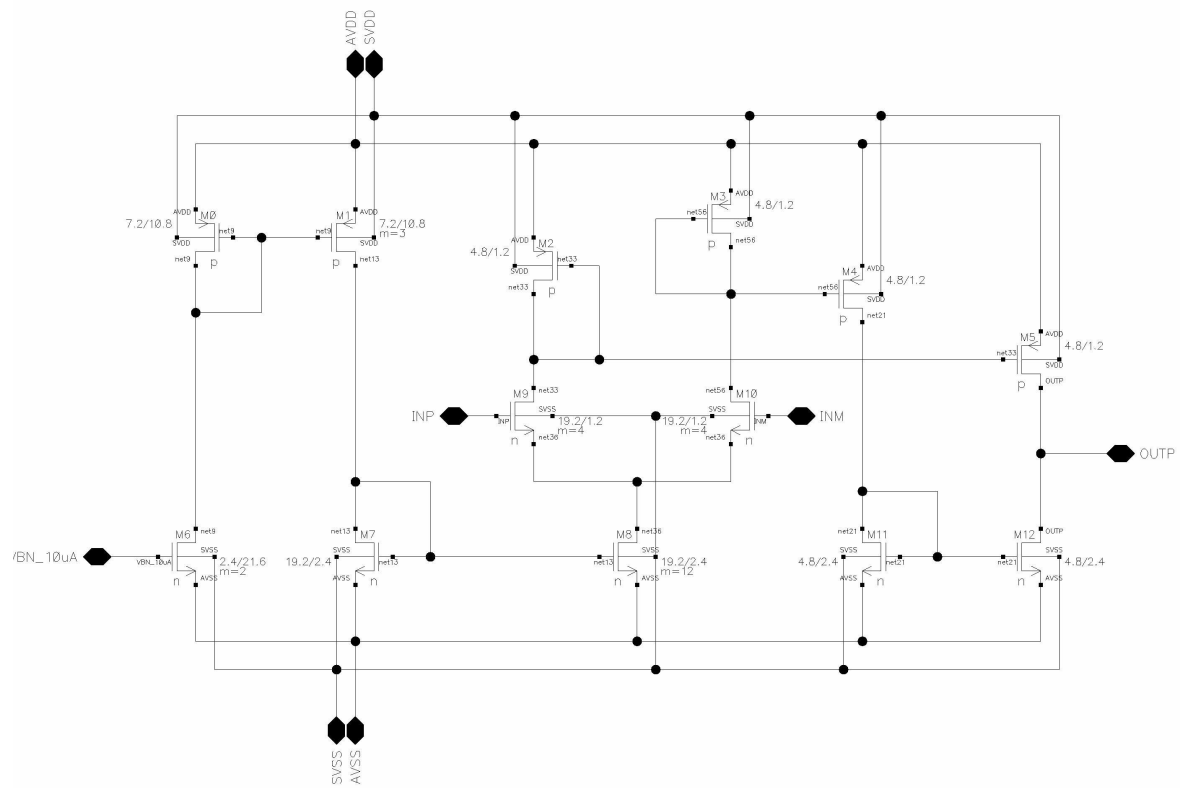 AVDD
SVDD
M0
AVDD
7.2/10.8
SVDD
net9
net9
p
M1
AVDD
7.2/10.8
m=3
net9
SVDD
net13
p
M2
AVDD
4.8/1.2
SVDD
net33
net33
p
M3
AVDD
4.8/1.2
net56
SVDD
net56
p
M4
AVDD
4.8/1.2
net56
SVDD
net21
p
M5
AVDD
4.8/1.2
net33
SVDD
OUTP
p
INP
M9
net33
SVSS
INP
19.2/1.2
m=4
net36
n
M10
net56
SVSS
19.2/1.2
m=4
INM
net36
n
INM
OUTP
VBN_10uA
M6
net9
SVSS
VBN_10uA
2.4/21.6
m=2
AVSS
n
M7
net13
SVSS
19.2/2.4
net13
AVSS
n
M8
net36
SVSS
net13
19.2/2.4
m=12
AVSS
n
M11
net21
SVSS
4.8/2.4
net21
AVSS
n
M12
OUTP
SVSS
net21
4.8/2.4
AVSS
n
SVSS
AVSS